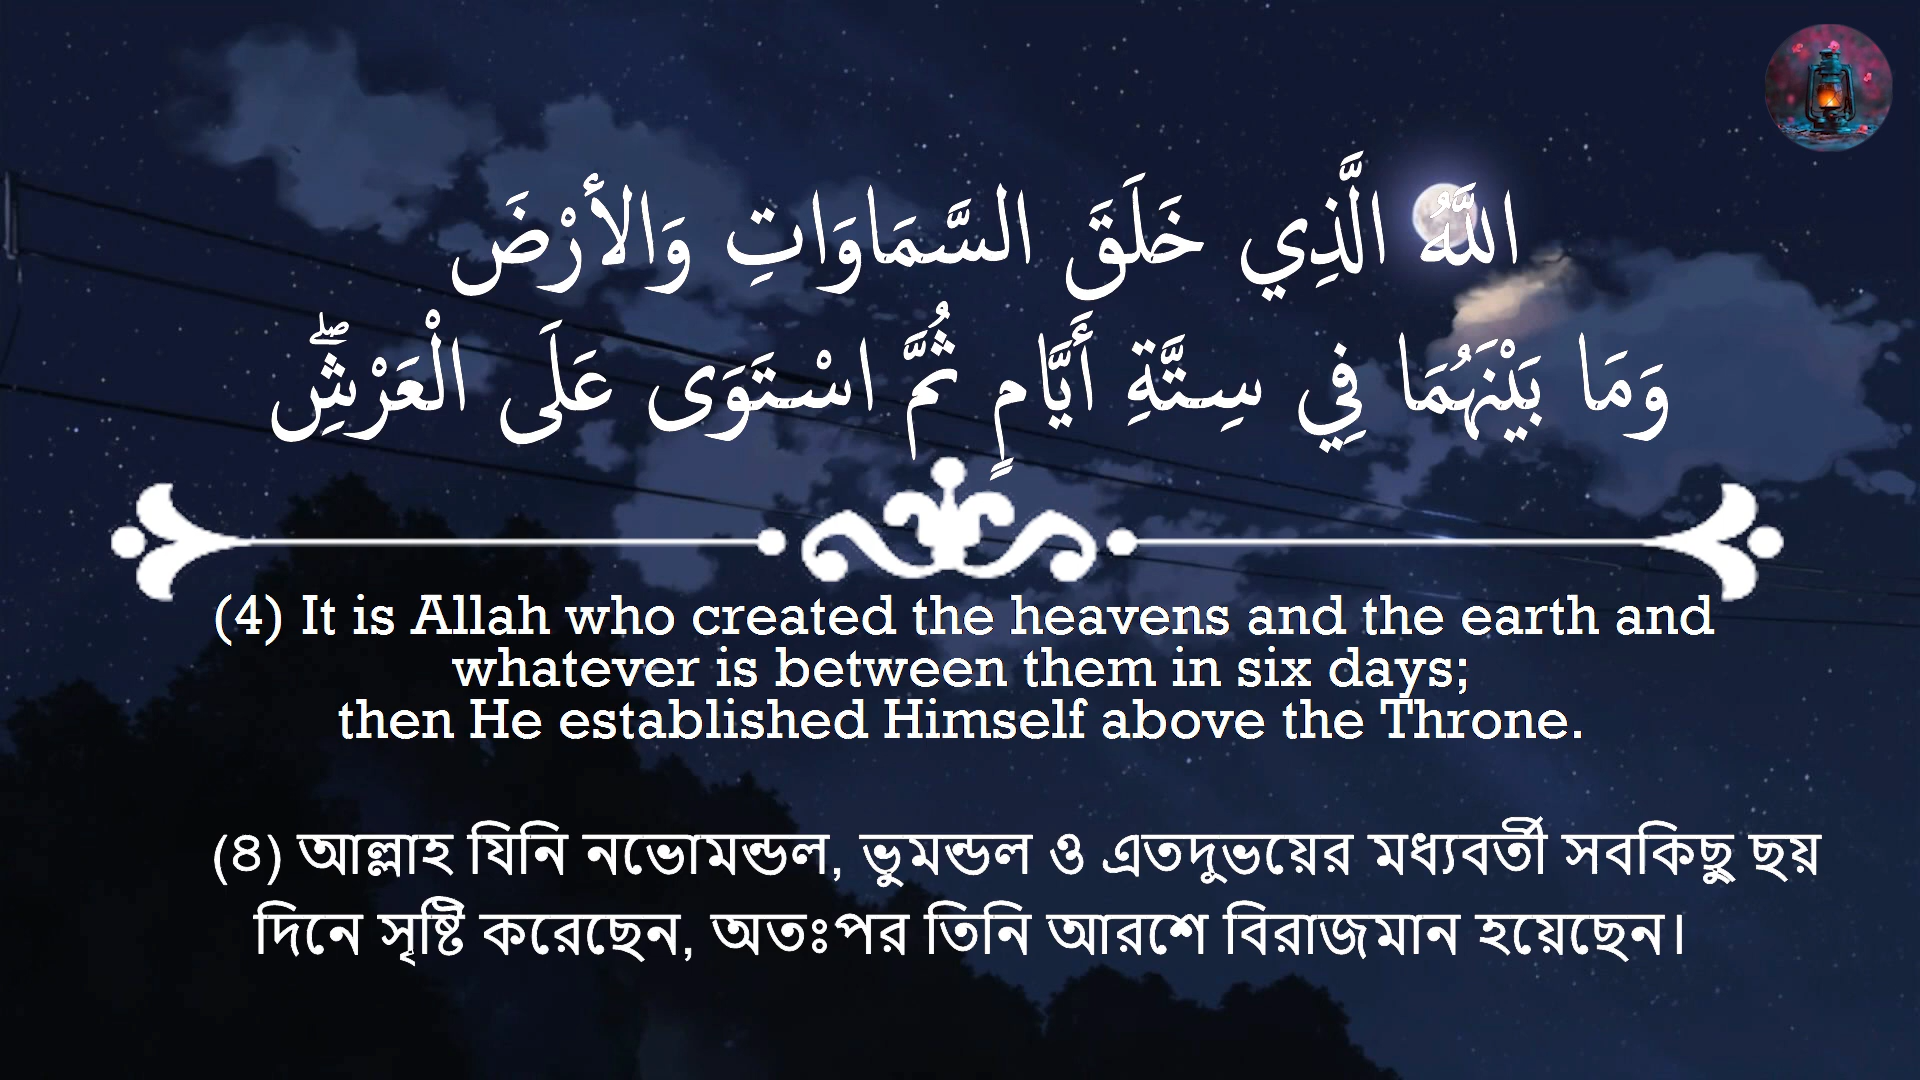 اللَّهُ الَّذِي خَلَقَ السَّمَاوَاتِ وَالأَرْضَ
وَمَا بَيْنَهُمَا فِي سِتَّةِ أَيَّامٍ ثُمَّ اسْتَوَى عَلَى الْعَرْشِۖ
(4) It is Allah who created the heavens and the earth and
whatever is between them in six days;
then He established Himself above the Throne.
(৪) আল্লাহ যিনি নভোমন্ডল, ভুমন্ডল ও এতদুভয়ের মধ্যবর্তী সবকিছু ছয়
দিনে সৃষ্টি করেছেন, অতঃপর তিনি আরশে বিরাজমান হয়েছেন।